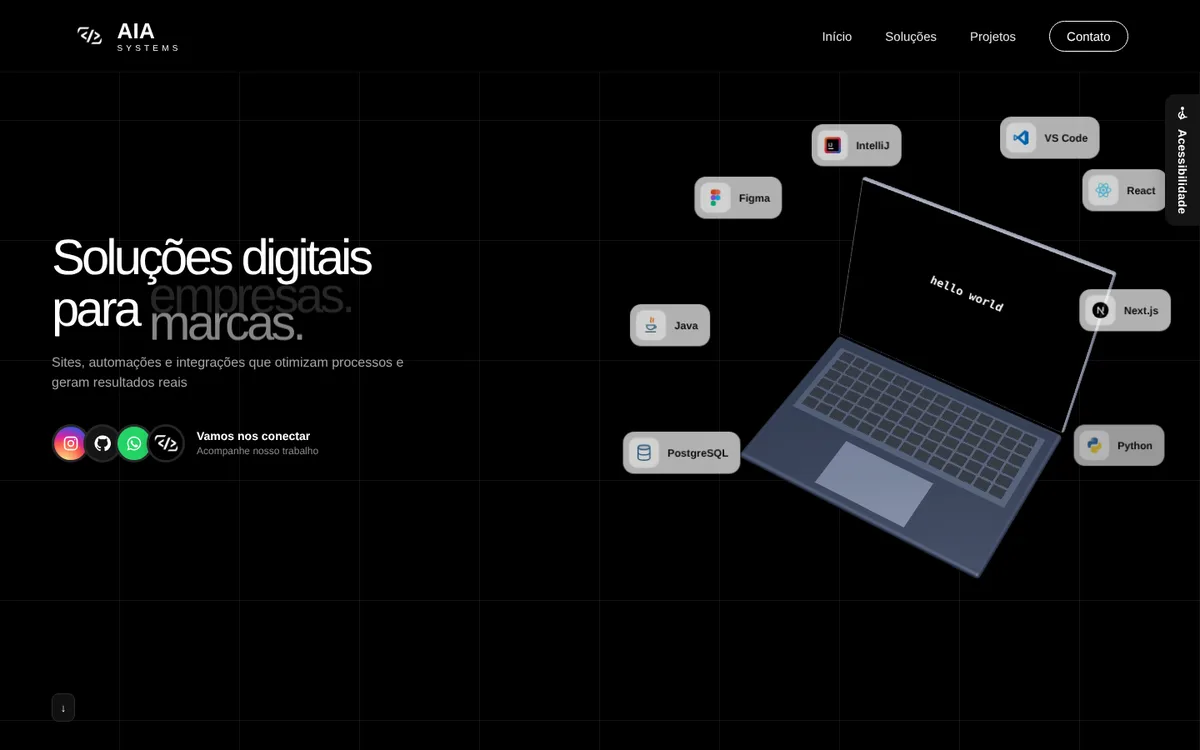 AIA
SYSTEMS
Início
Soluções
Projetos
Contato
Acessibilidade
IntelliJ
VS Code
React
Figma
hello world
Next.js
Java
Python
PostgreSQL
Soluções digitais
para empresas.
marcas.
Sites, automações e integrações que otimizam processos e
geram resultados reais
Vamos nos conectar
Acompanhe nosso trabalho
↓